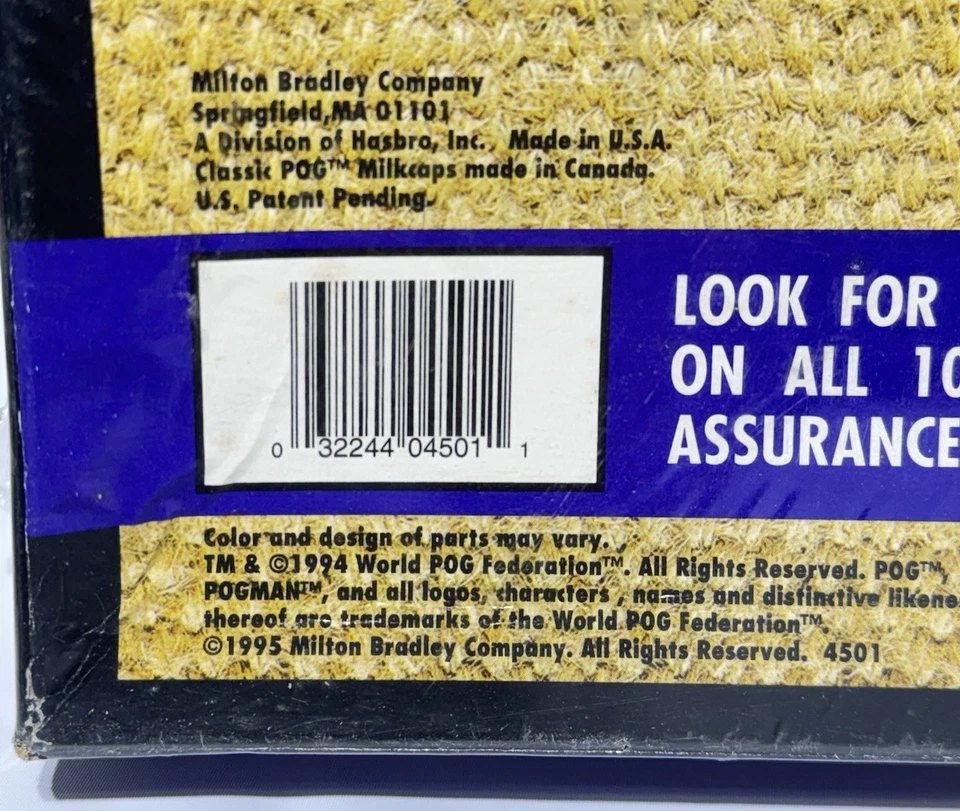 Milton Bradley Company
Springfield,MA 01101
A Division of Hasbro, Inc. Made in U.S.A.
Classic POG™ Milkcaps made in Canada.
U.S. Patent Pending.
LOOK FOR
ON ALL 10
ASSURANCE
0 32244 04501 1
Color and design of parts may vary.
TM & ©1994 World POG Federation™. All Rights Reserved. POG™,
POGMAN™, and all logos, characters, names and distinctive likene
thereof are trademarks of the World POG Federation™.
©1995 Milton Bradley Company. All Rights Reserved. 4501